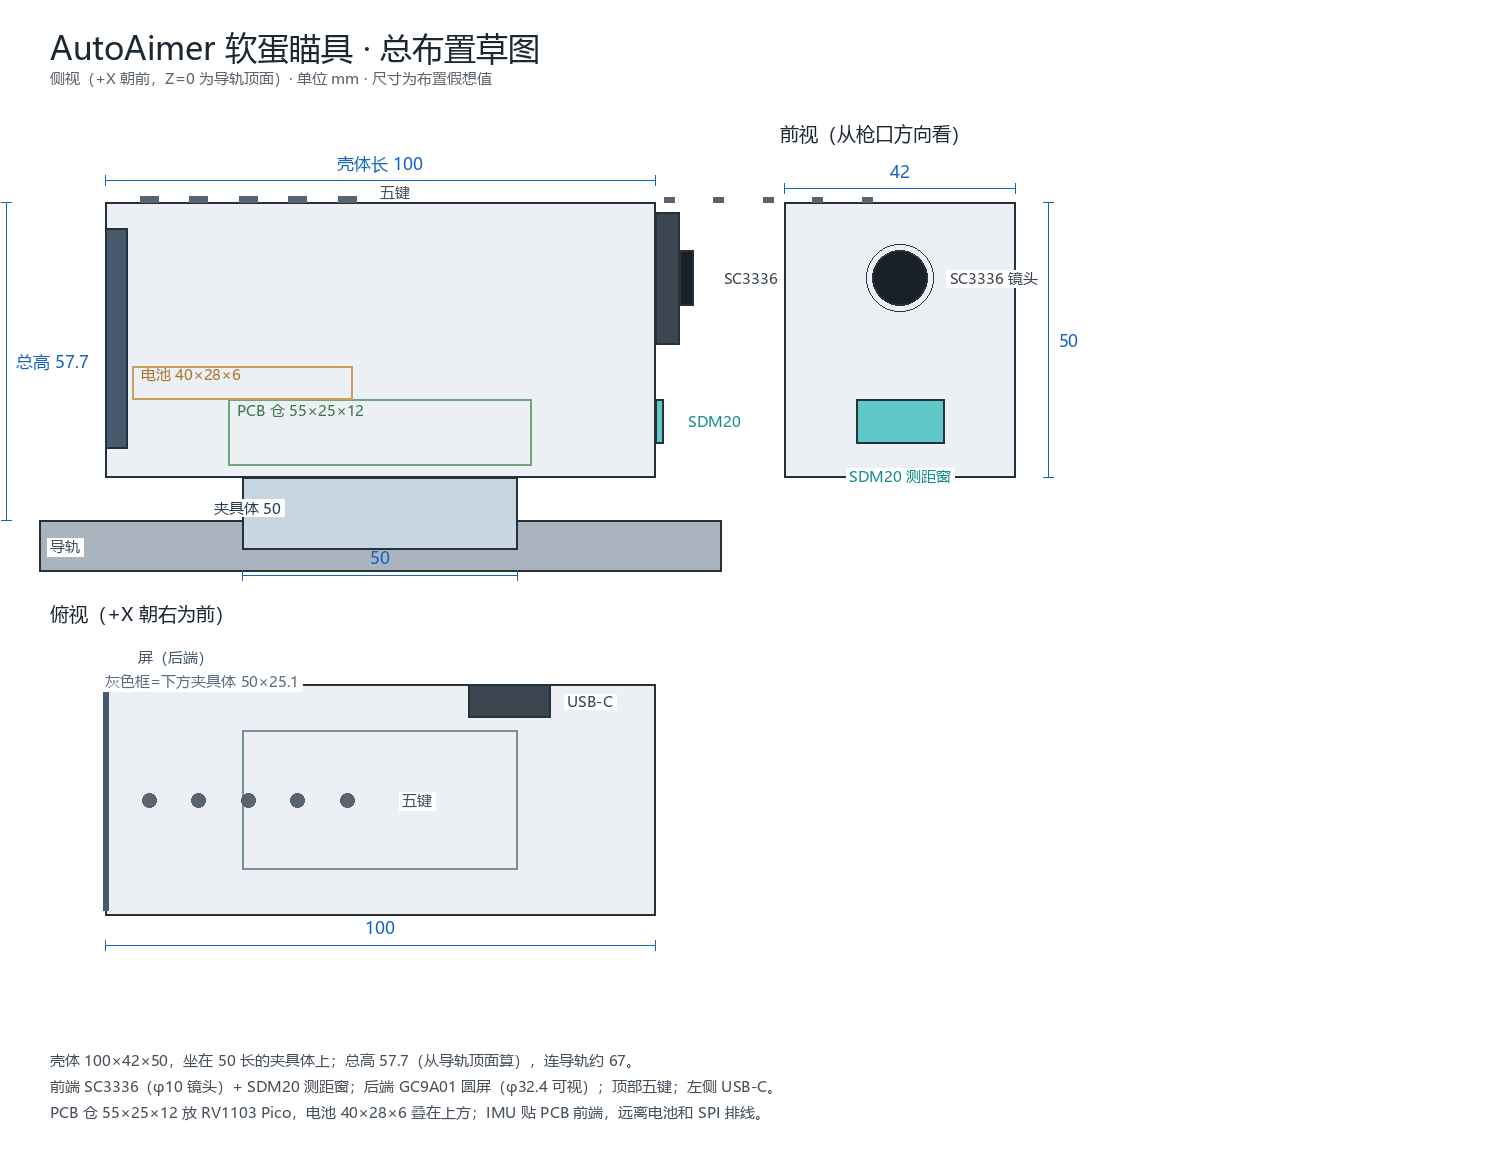 AutoAimer 软蛋瞄具 · 总布置草图
侧视（+X 朝前，Z=0 为导轨顶面）· 单位 mm · 尺寸为布置假想值
前视（从枪口方向看）
壳体长 100
42
五键
SC3336
SC3336 镜头
总高 57.7
50
电池 40×28×6
PCB 仓 55×25×12
SDM20
SDM20 测距窗
夹具体 50
导轨
50
俯视（+X 朝右为前）
屏（后端）
灰色框=下方夹具体 50×25.1
USB-C
五键
100
壳体 100×42×50，坐在 50 长的夹具体上；总高 57.7（从导轨顶面算），连导轨约 67。
前端 SC3336（φ10 镜头）+ SDM20 测距窗；后端 GC9A01 圆屏（φ32.4 可视）；顶部五键；左侧 USB-C。
PCB 仓 55×25×12 放 RV1103 Pico，电池 40×28×6 叠在上方；IMU 贴 PCB 前端，远离电池和 SPI 排线。